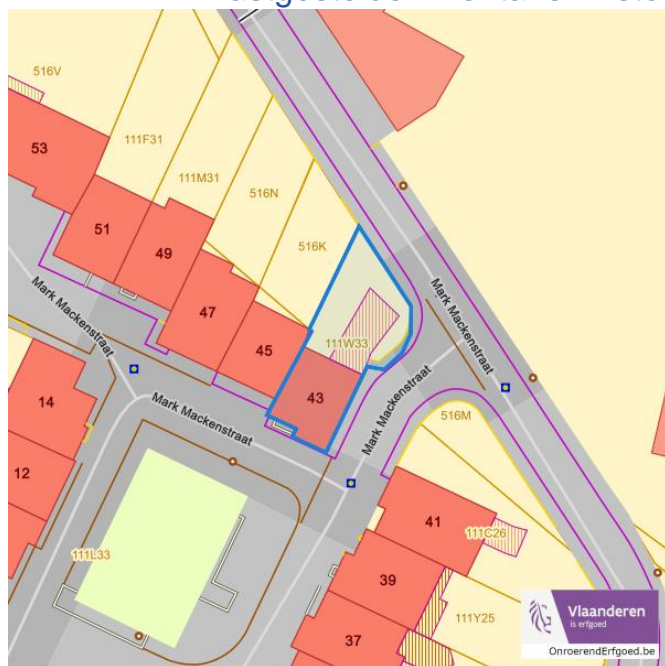 516V
53
111F31
111M31
516N
51
49
516K
Mark Mackenstraat
47
45
111W33
Mark Mackenstraat
43
14
Mark Mackenstraat
Mark Mackenstraat
516M
12
41
111C26
111L33
39
111Y25
37
Vlaanderen
is erfgoed
OnroerendErfgoed.be